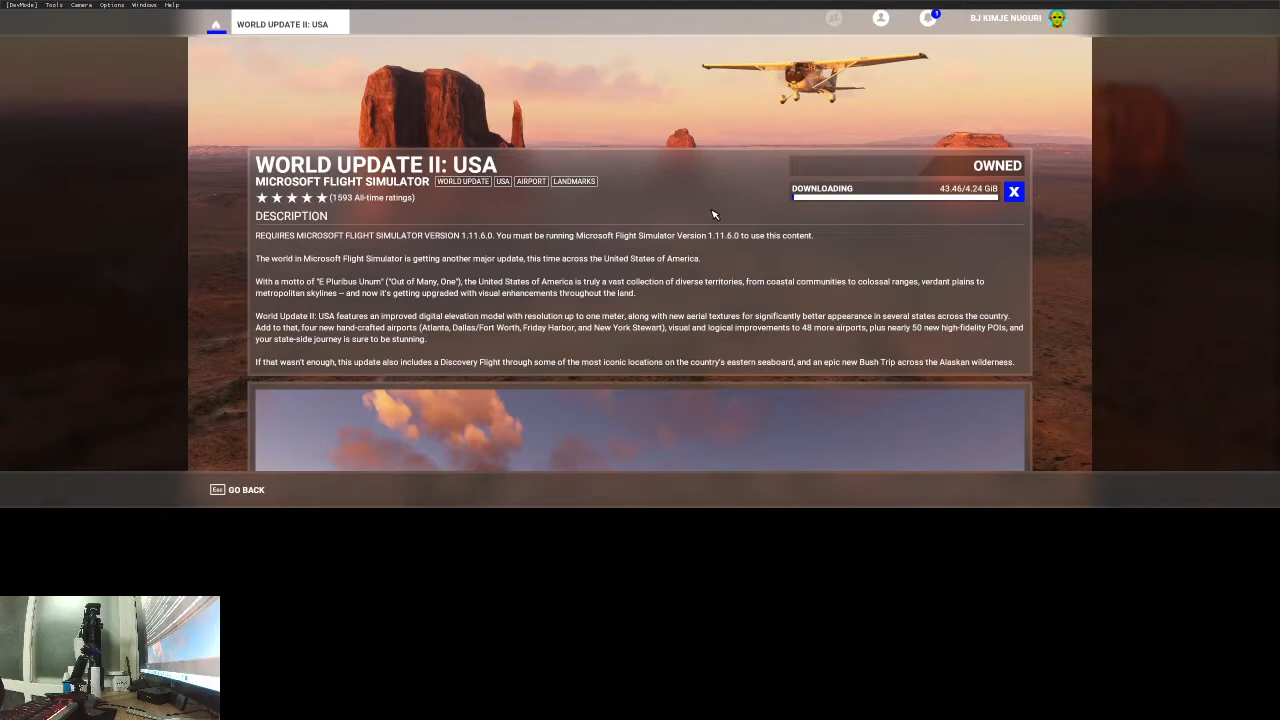 [DevMode] Tools Camera Options Windows Help
WORLD UPDATE II: USA
1
BJ KIMJE NUGURI
WORLD UPDATE II: USA
OWNED
MICROSOFT FLIGHT SIMULATOR WORLD UPDATE USA AIRPORT LANDMARKS
DOWNLOADING 43.46/4.24 GiB
X
(1593 All-time ratings)
DESCRIPTION
REQUIRES MICROSOFT FLIGHT SIMULATOR VERSION 1.11.6.0. You must be running Microsoft Flight Simulator Version 1.11.6.0 to use this content.
The world in Microsoft Flight Simulator is getting another major update, this time across the United States of America.
With a motto of "E Pluribus Unum" ("Out of Many, One"), the United States of America is truly a vast collection of diverse territories, from coastal communities to colossal ranges, verdant plains to
metropolitan skylines – and now it's getting upgraded with visual enhancements throughout the land.
World Update II: USA features an improved digital elevation model with resolution up to one meter, along with new aerial textures for significantly better appearance in several states across the country.
Add to that, four new hand-crafted airports (Atlanta, Dallas/Fort Worth, Friday Harbor, and New York Stewart), visual and logical improvements to 48 more airports, plus nearly 50 new high-fidelity POIs, and
your state-side journey is sure to be stunning.
If that wasn't enough, this update also includes a Discovery Flight through some of the most iconic locations on the country's eastern seaboard, and an epic new Bush Trip across the Alaskan wilderness.
Esc GO BACK